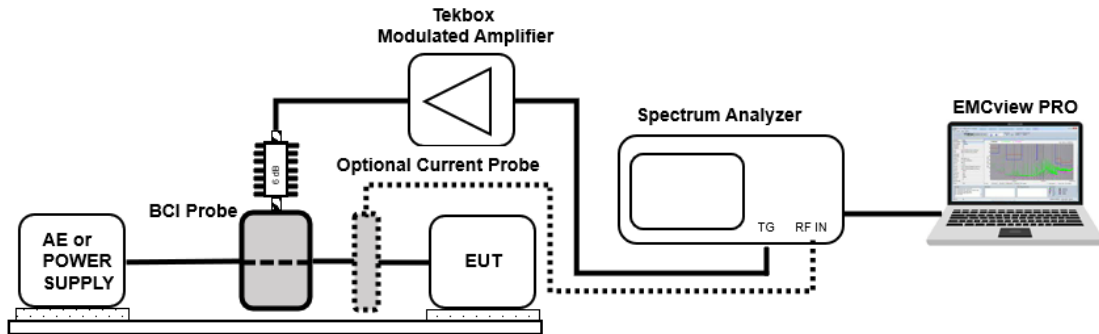 Tekbox
Modulated Amplifier
EMCview PRO
Spectrum Analyzer
6 dB
Optional Current Probe
BCI Probe
TG
RF IN
AE or
POWER
SUPPLY
EUT